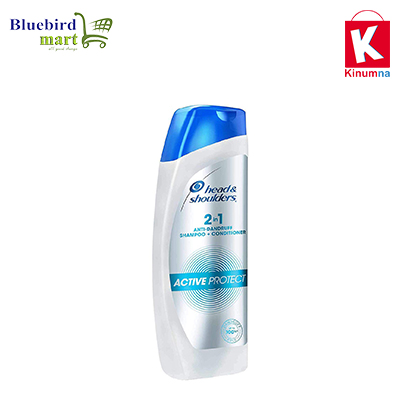 Bluebird
mart
Kinumna
head &
shoulders
2in1
ANTI-DANDRUFF
SHAMPOO + CONDITIONER
ACTIVE PROTECT